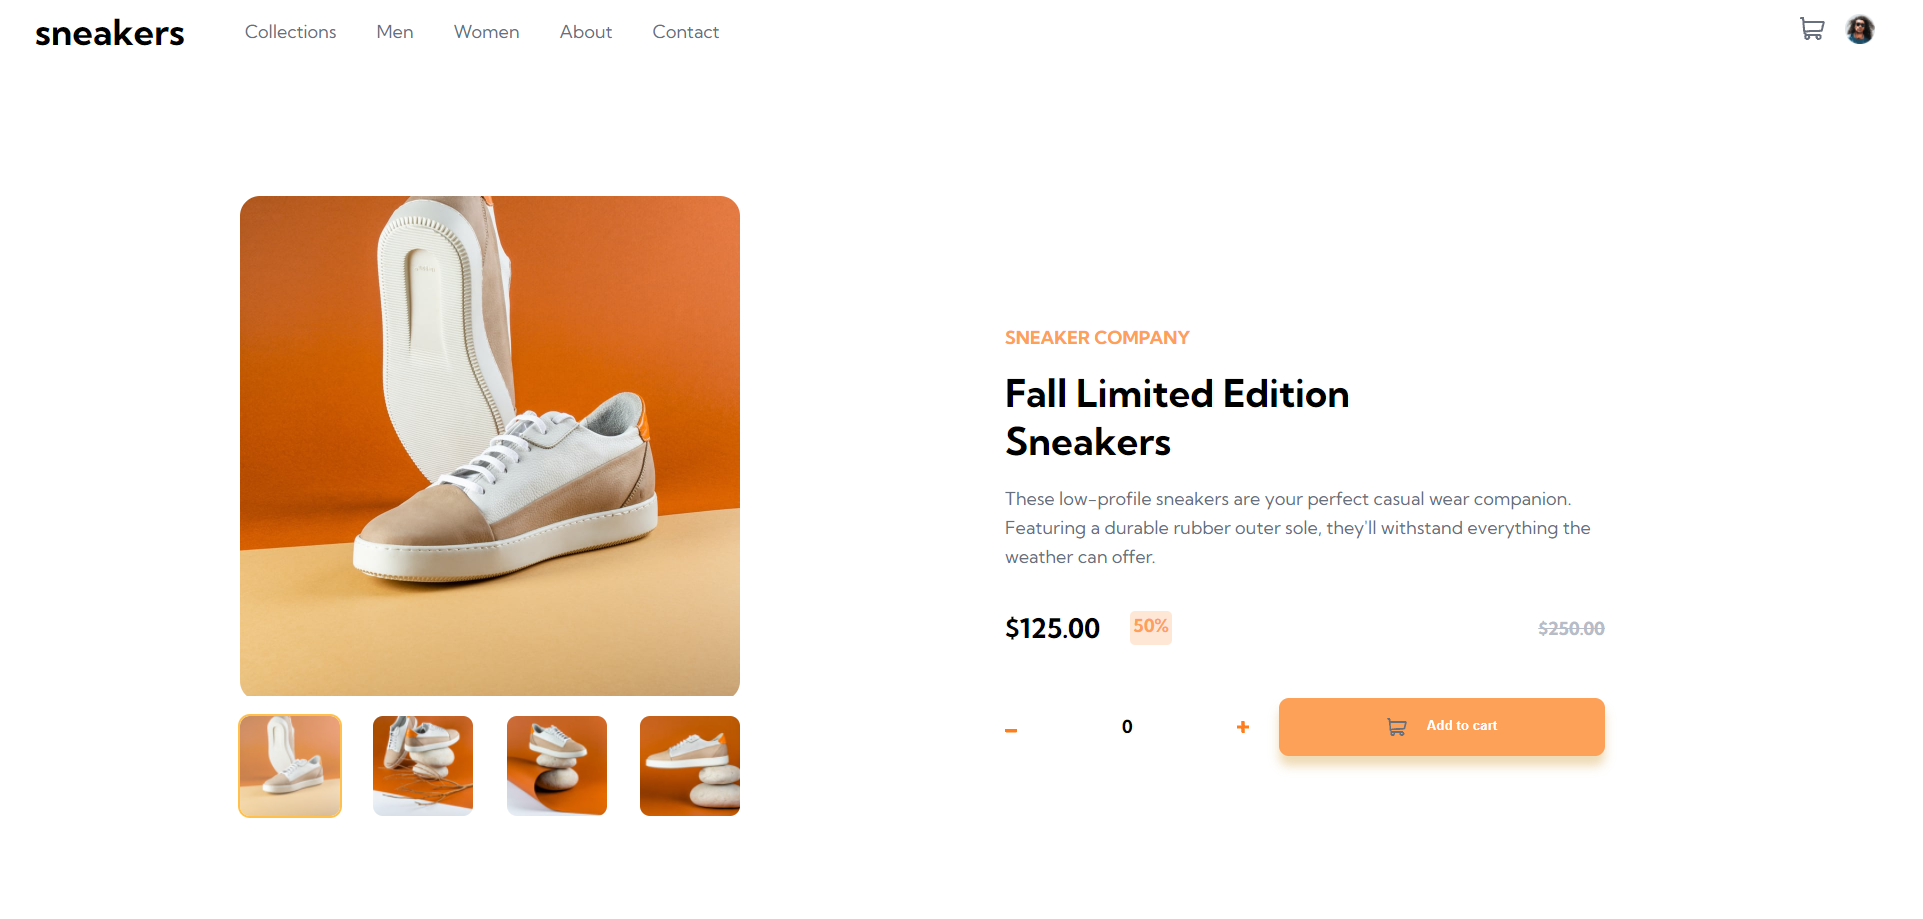 sneakers
Collections Men Women About Contact
SNEAKER COMPANY
Fall Limited Edition
Sneakers
These low-profile sneakers are your perfect casual wear companion.
Featuring a durable rubber outer sole, they'll withstand everything the
weather can offer.
$125.00 50% $250.00
0 Add to cart